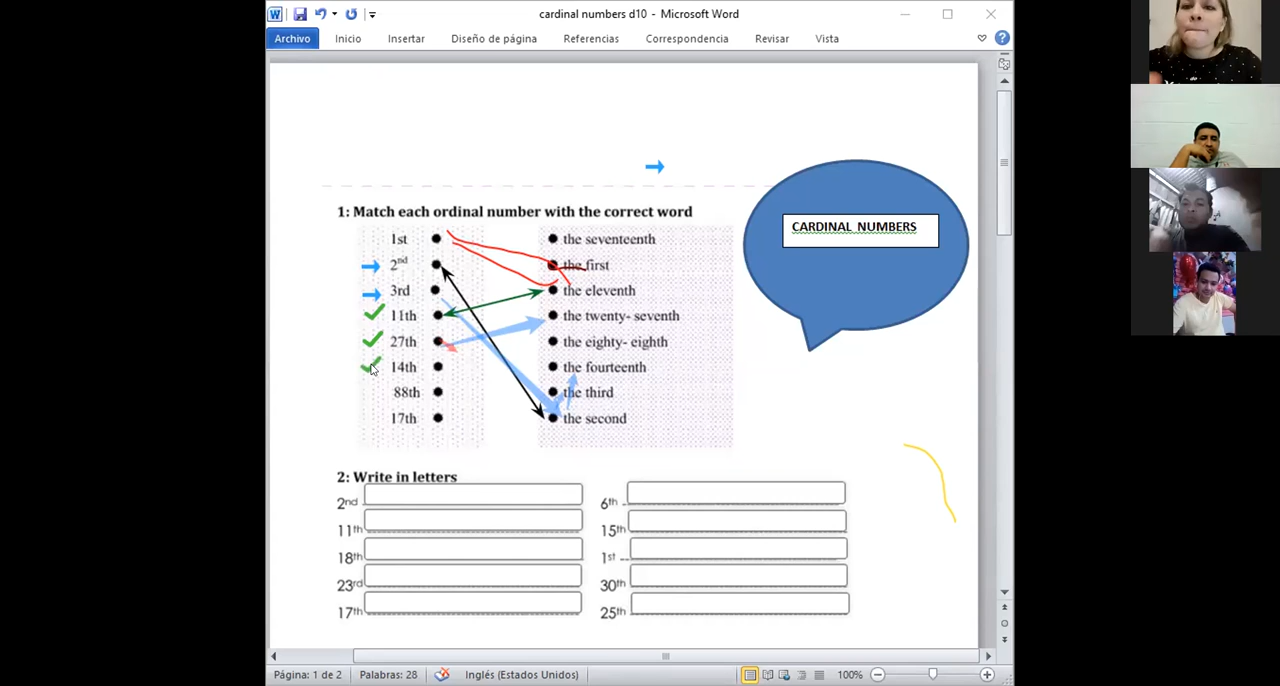 cardinal numbers d10 - Microsoft Word
Archivo Inicio Insertar Diseño de página Referencias Correspondencia Revisar Vista
1: Match each ordinal number with the correct word
1st the seventeenth
2nd the first
3rd the eleventh
11th the twenty- seventh
27th the eighty- eighth
14th the fourteenth
88th the third
17th the second
CARDINAL NUMBERS
2: Write in letters
2nd 6th
11th 15th
18th 1st
23rd 30th
17th 25th
Página: 1 de 2 Palabras: 28 Inglés (Estados Unidos) 100%